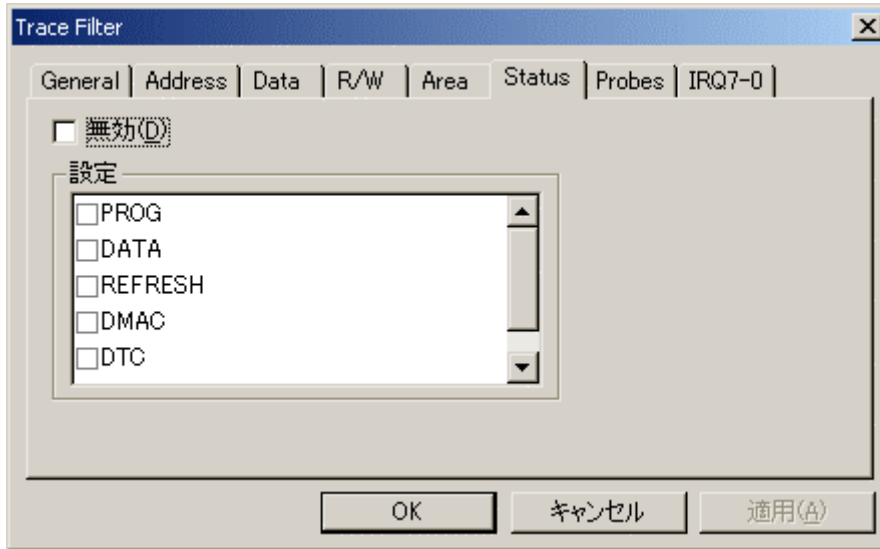 Trace Filter
General Address Data R/W Area Status Probes IRQ7-0
無効(D)
設定
PROG
DATA
REFRESH
DMAC
DTC
OK キャンセル 適用(A)